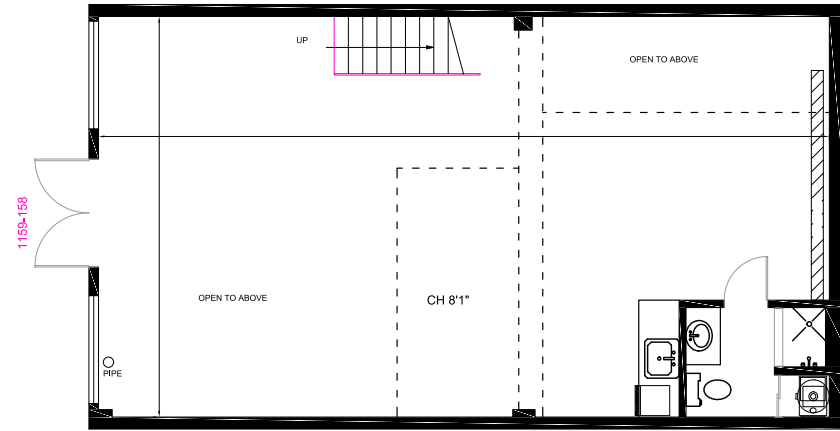 UP
OPEN TO ABOVE
1159-158
OPEN TO ABOVE
CH 8'1"
PIPE